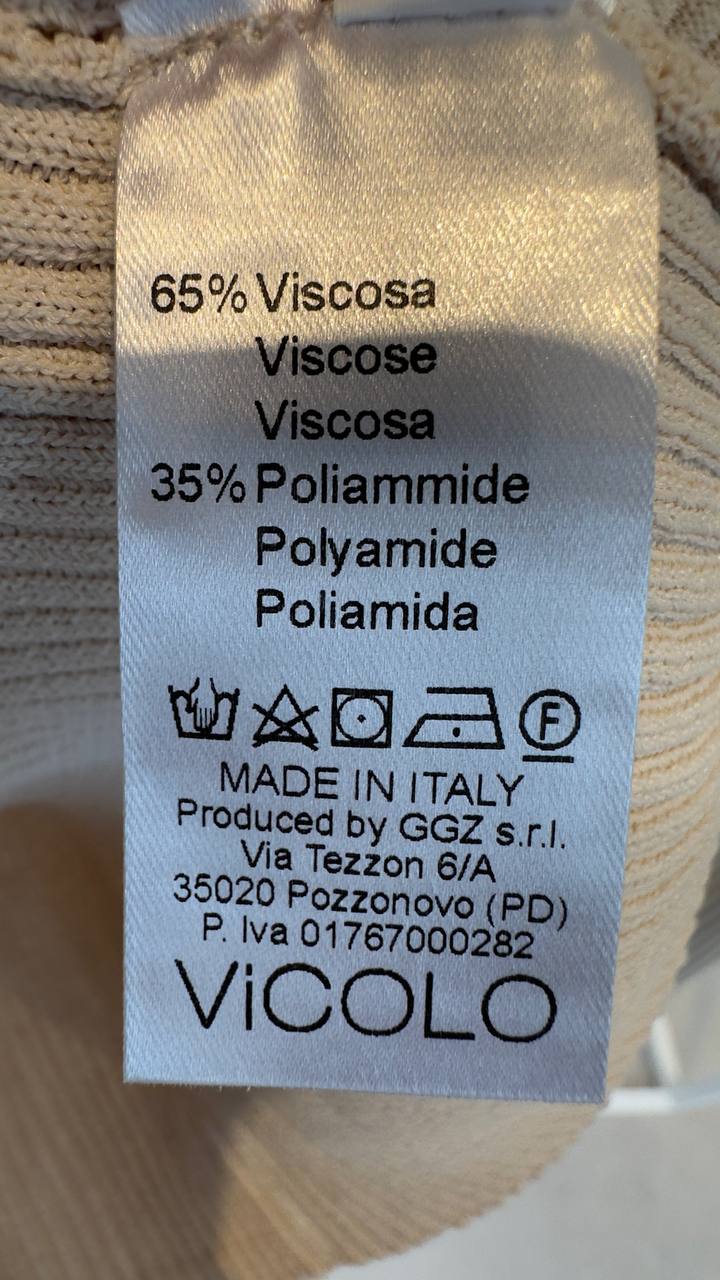 65% Viscosa
Viscose
Viscosa
35% Poliammide
Polyamide
Poliamida
F
MADE IN ITALY
Produced by GGZ s.r.l.
Via Tezzon 6/A
35020 Pozzonovo (PD)
P. Iva 01767000282
ViCOLO